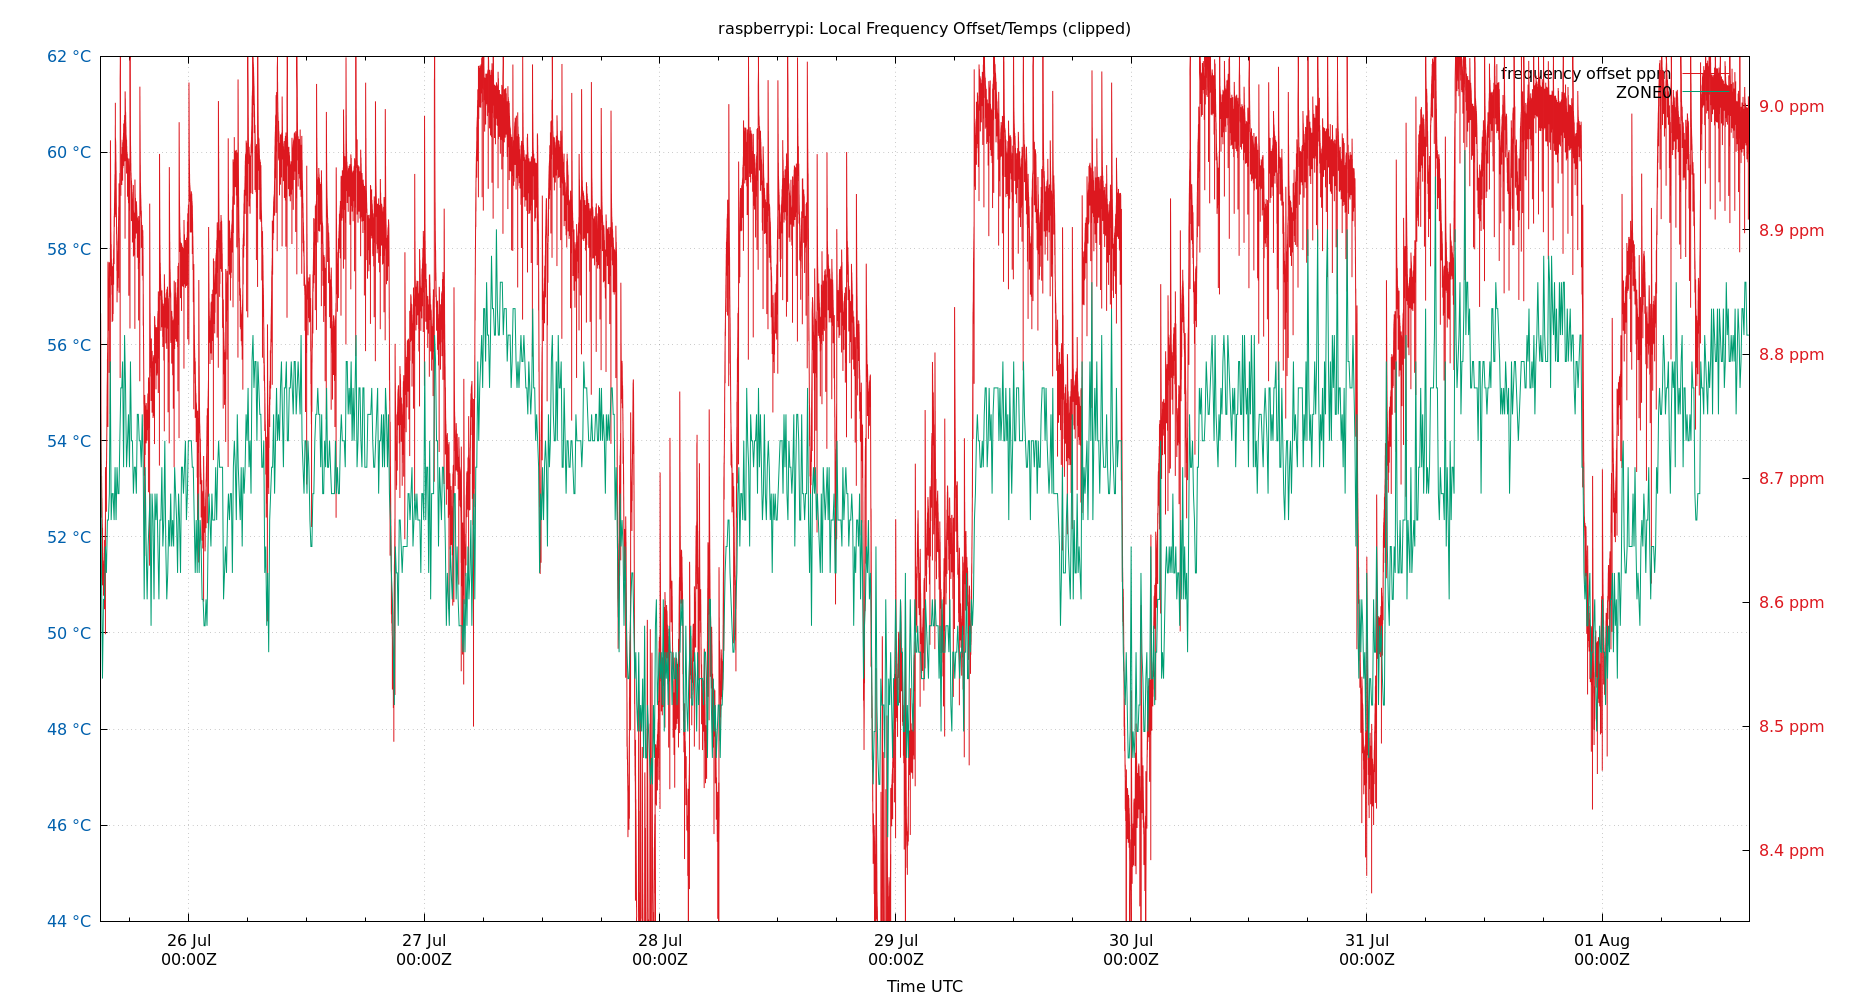 raspberrypi: Local Frequency Offset/Temps (clipped)
62 °C
60 °C
58 °C
56 °C
54 °C
52 °C
50 °C
48 °C
46 °C
44 °C
frequency offset ppm
ZONE0
9.0 ppm
8.9 ppm
8.8 ppm
8.7 ppm
8.6 ppm
8.5 ppm
8.4 ppm
26 Jul
00:00Z
27 Jul
00:00Z
28 Jul
00:00Z
29 Jul
00:00Z
30 Jul
00:00Z
31 Jul
00:00Z
01 Aug
00:00Z
Time UTC